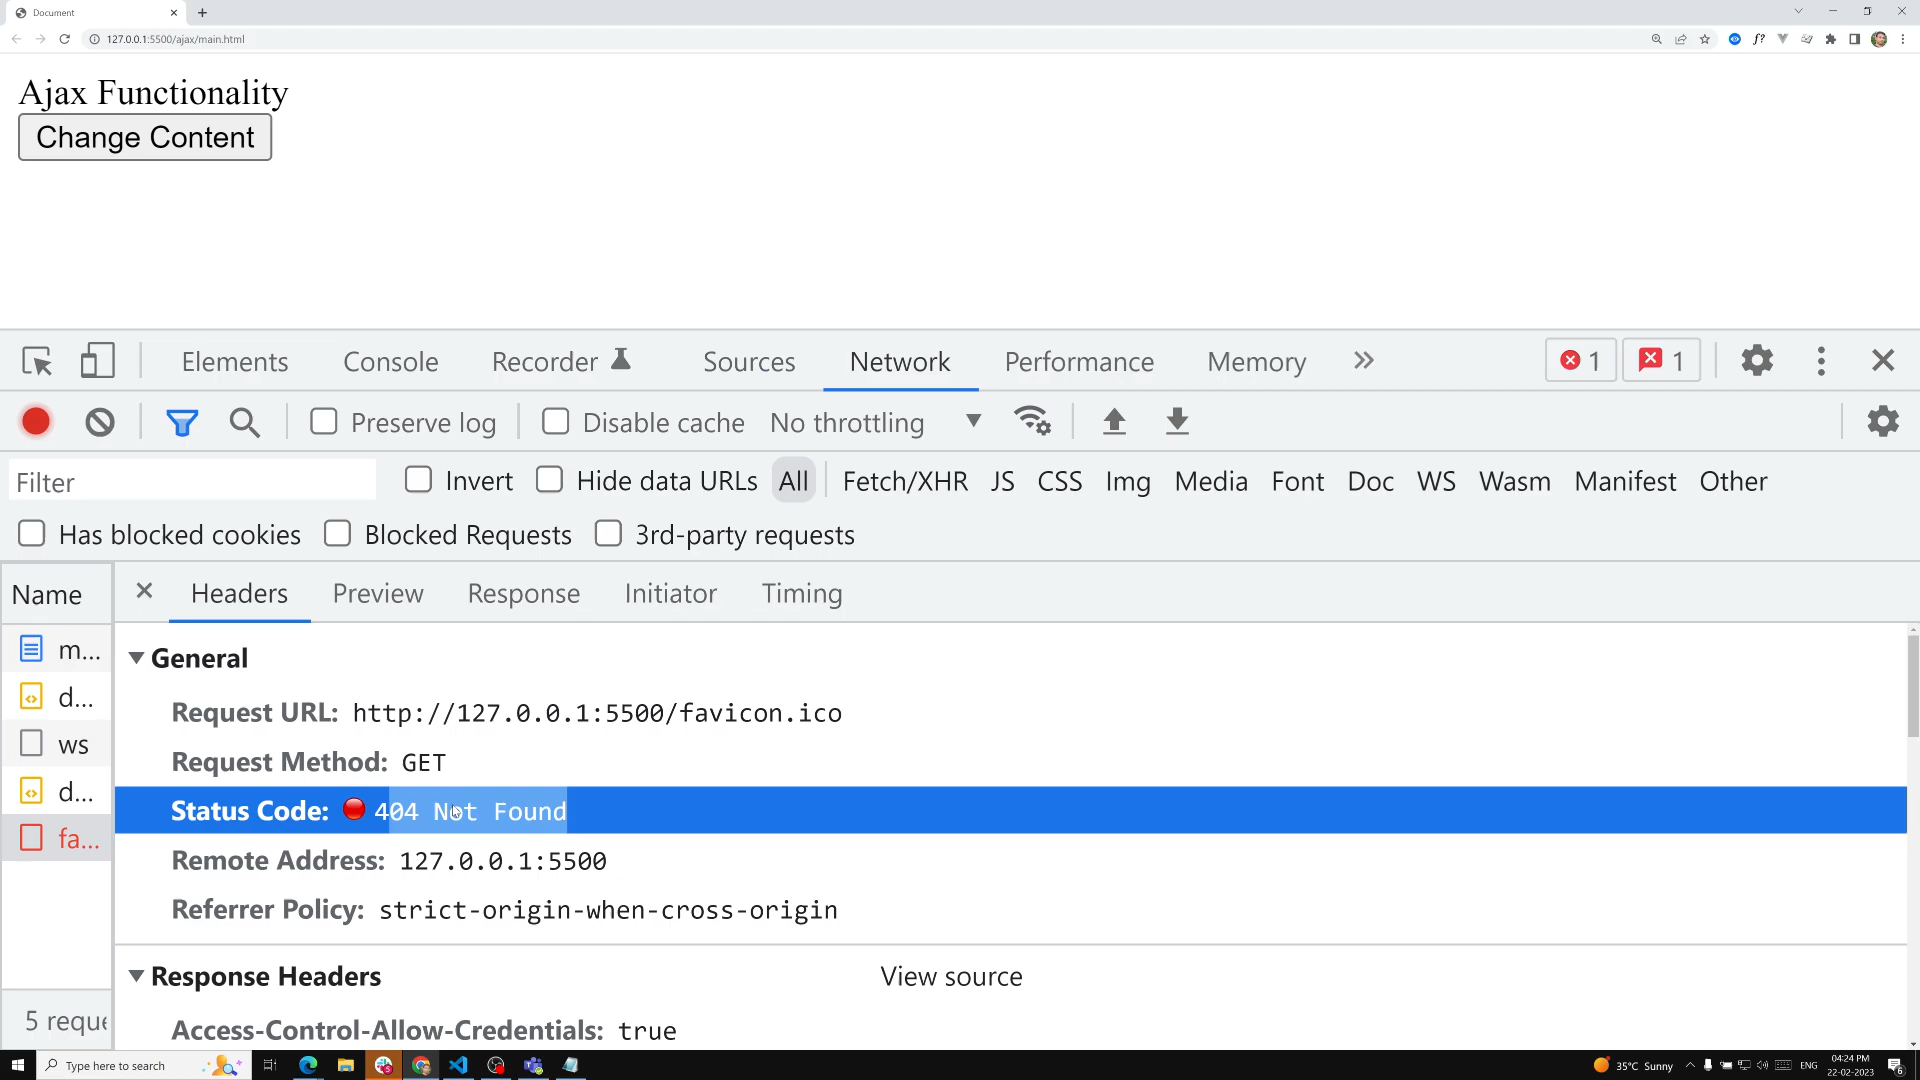 Document
127.0.0.1:5500/ajax/main.html
Ajax Functionality
Change Content
Elements Console Recorder Sources Network Performance Memory 1 1
Preserve log Disable cache No throttling
Filter Invert Hide data URLs All Fetch/XHR JS CSS Img Media Font Doc WS Wasm Manifest Other
Has blocked cookies Blocked Requests 3rd-party requests
Name Headers Preview Response Initiator Timing
m...
d...
ws
d...
fa...
5 reque
General
Request URL: http://127.0.0.1:5500/favicon.ico
Request Method: GET
Status Code: 404 Not Found
Remote Address: 127.0.0.1:5500
Referrer Policy: strict-origin-when-cross-origin
Response Headers View source
Access-Control-Allow-Credentials: true
Type here to search 35°C Sunny ENG 04:24 PM
22-02-2023
6